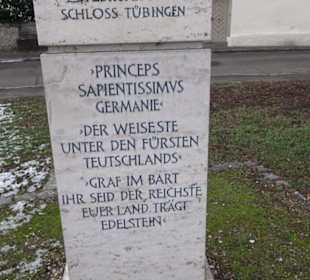 SCHLOSS TÜBINGEN
›PRINCEPS
SAPIENTISSIMVS
GERMANIE‹
›DER WEISESTE
UNTER DEN FÜRSTEN
TEUTSCHLANDS‹
›GRAF IM BART
IHR SEID DER REICHSTE
EUER LAND TRÄGT
EDELSTEIN‹